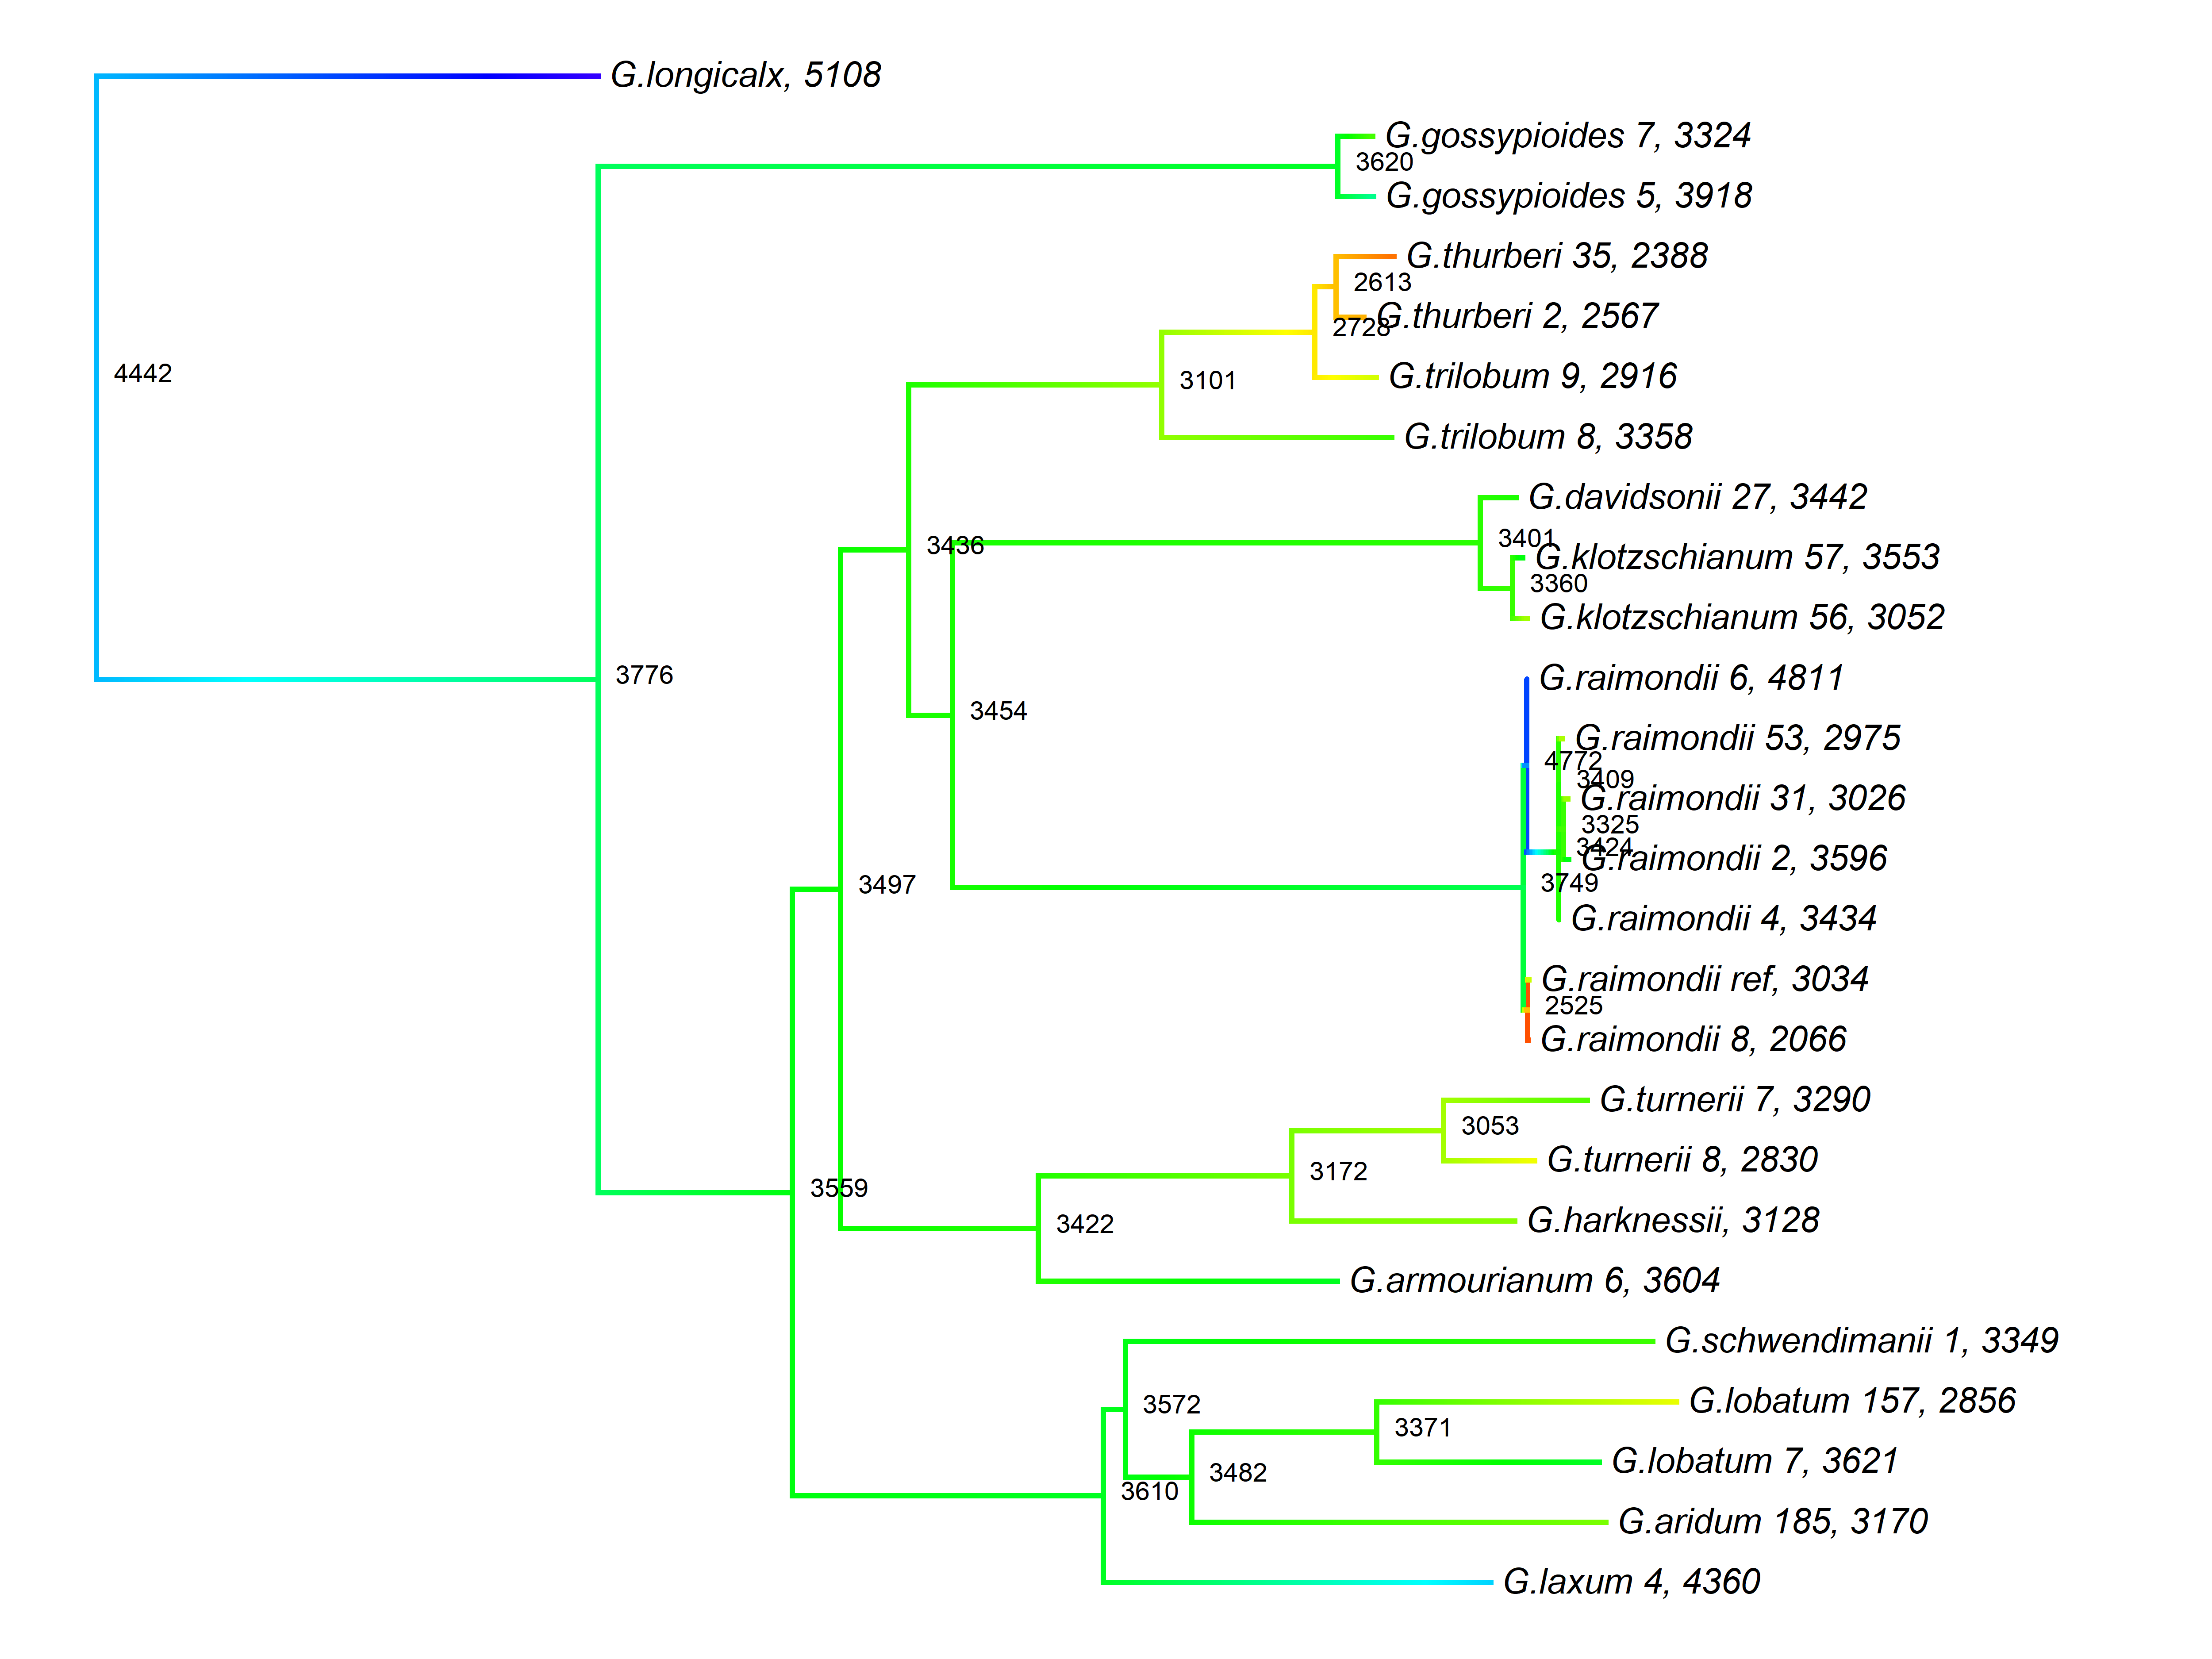 G.longicalx, 5108
G.gossypioides 7, 3324
3620
G.gossypioides 5, 3918
G.thurberi 35, 2388
2613
G.thurberi 2, 2567
2728
4442
G.trilobum 9, 2916
3101
G.trilobum 8, 3358
G.davidsonii 27, 3442
3401
3436
G.klotzschianum 57, 3553
3360
G.klotzschianum 56, 3052
3776
G.raimondii 6, 4811
3454
G.raimondii 53, 2975
4772
3409
G.raimondii 31, 3026
3325
3424
G.raimondii 2, 3596
3497
3749
G.raimondii 4, 3434
G.raimondii ref, 3034
2525
G.raimondii 8, 2066
G.turnerii 7, 3290
3053
G.turnerii 8, 2830
3172
3559
G.harknessii, 3128
3422
G.armourianum 6, 3604
G.schwendimanii 1, 3349
3572
G.lobatum 157, 2856
3371
G.lobatum 7, 3621
3482
3610
G.aridum 185, 3170
G.laxum 4, 4360